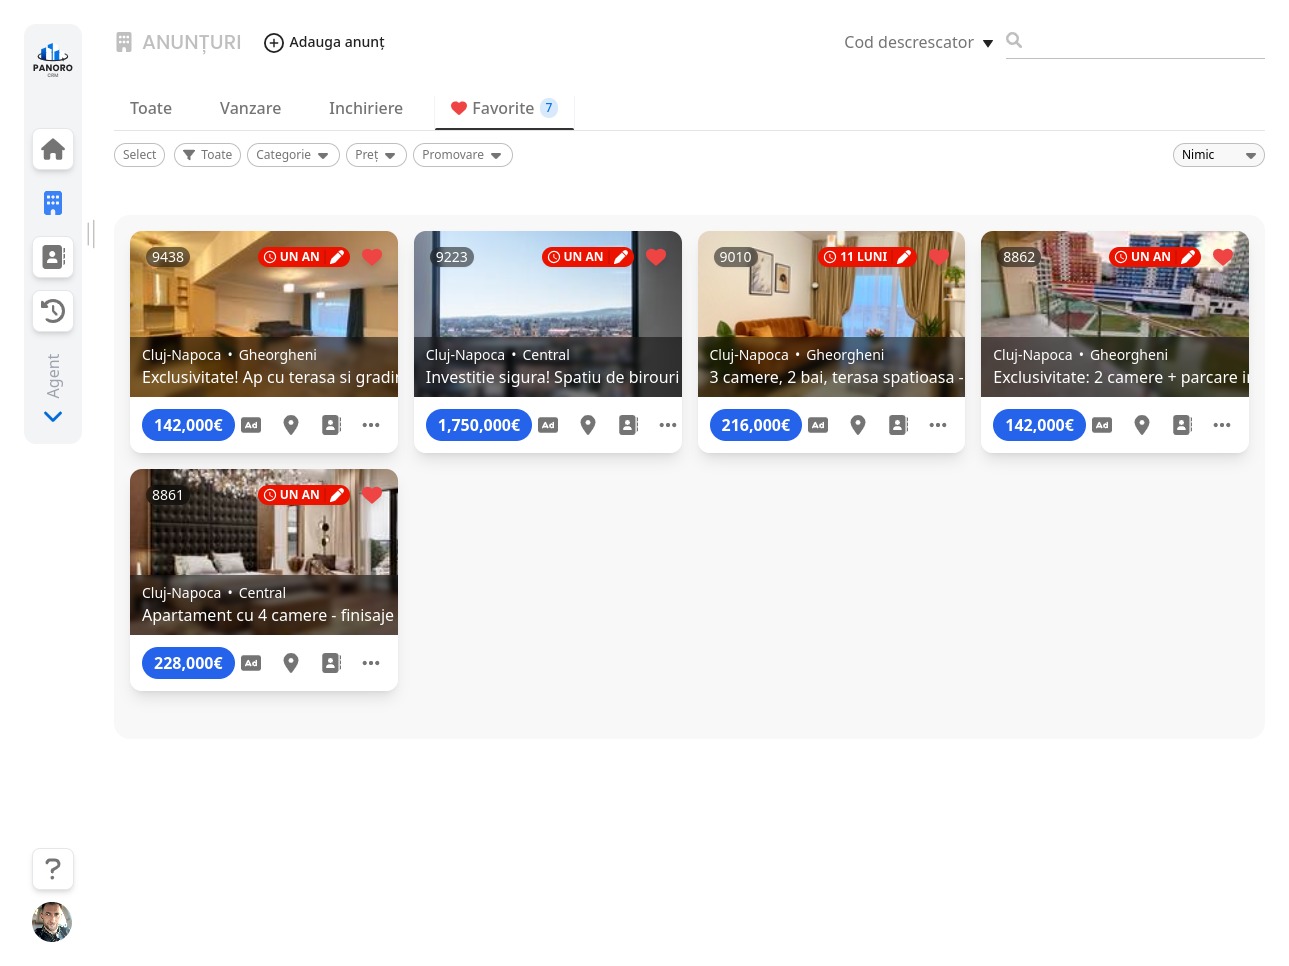 PANORO
CRM
ANUNȚURI
Adauga anunț
Cod descrescator
Toate
Vanzare
Inchiriere
Favorite 7
Select
Toate
Categorie
Preț
Promovare
Nimic
Agent
9438
UN AN
Cluj-Napoca • Gheorgheni
Exclusivitate! Ap cu terasa si gradin
142,000€
Ad
9223
UN AN
Cluj-Napoca • Central
Investitie sigura! Spatiu de birouri
1,750,000€
Ad
9010
11 LUNI
Cluj-Napoca • Gheorgheni
3 camere, 2 bai, terasa spatioasa -
216,000€
Ad
8862
UN AN
Cluj-Napoca • Gheorgheni
Exclusivitate: 2 camere + parcare in
142,000€
Ad
8861
UN AN
Cluj-Napoca • Central
Apartament cu 4 camere - finisaje
228,000€
Ad
?